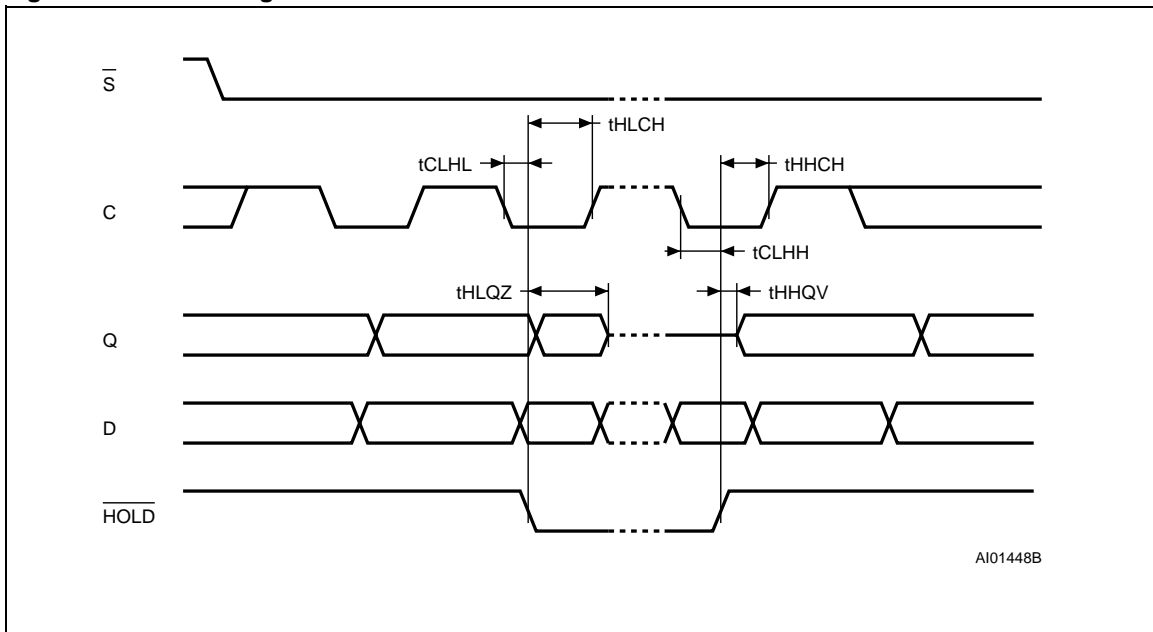 S
tHLCH
tCLHL
tHHCH
C
tCLHH
tHLQZ
tHHQV
Q
D
HOLD
AI01448B